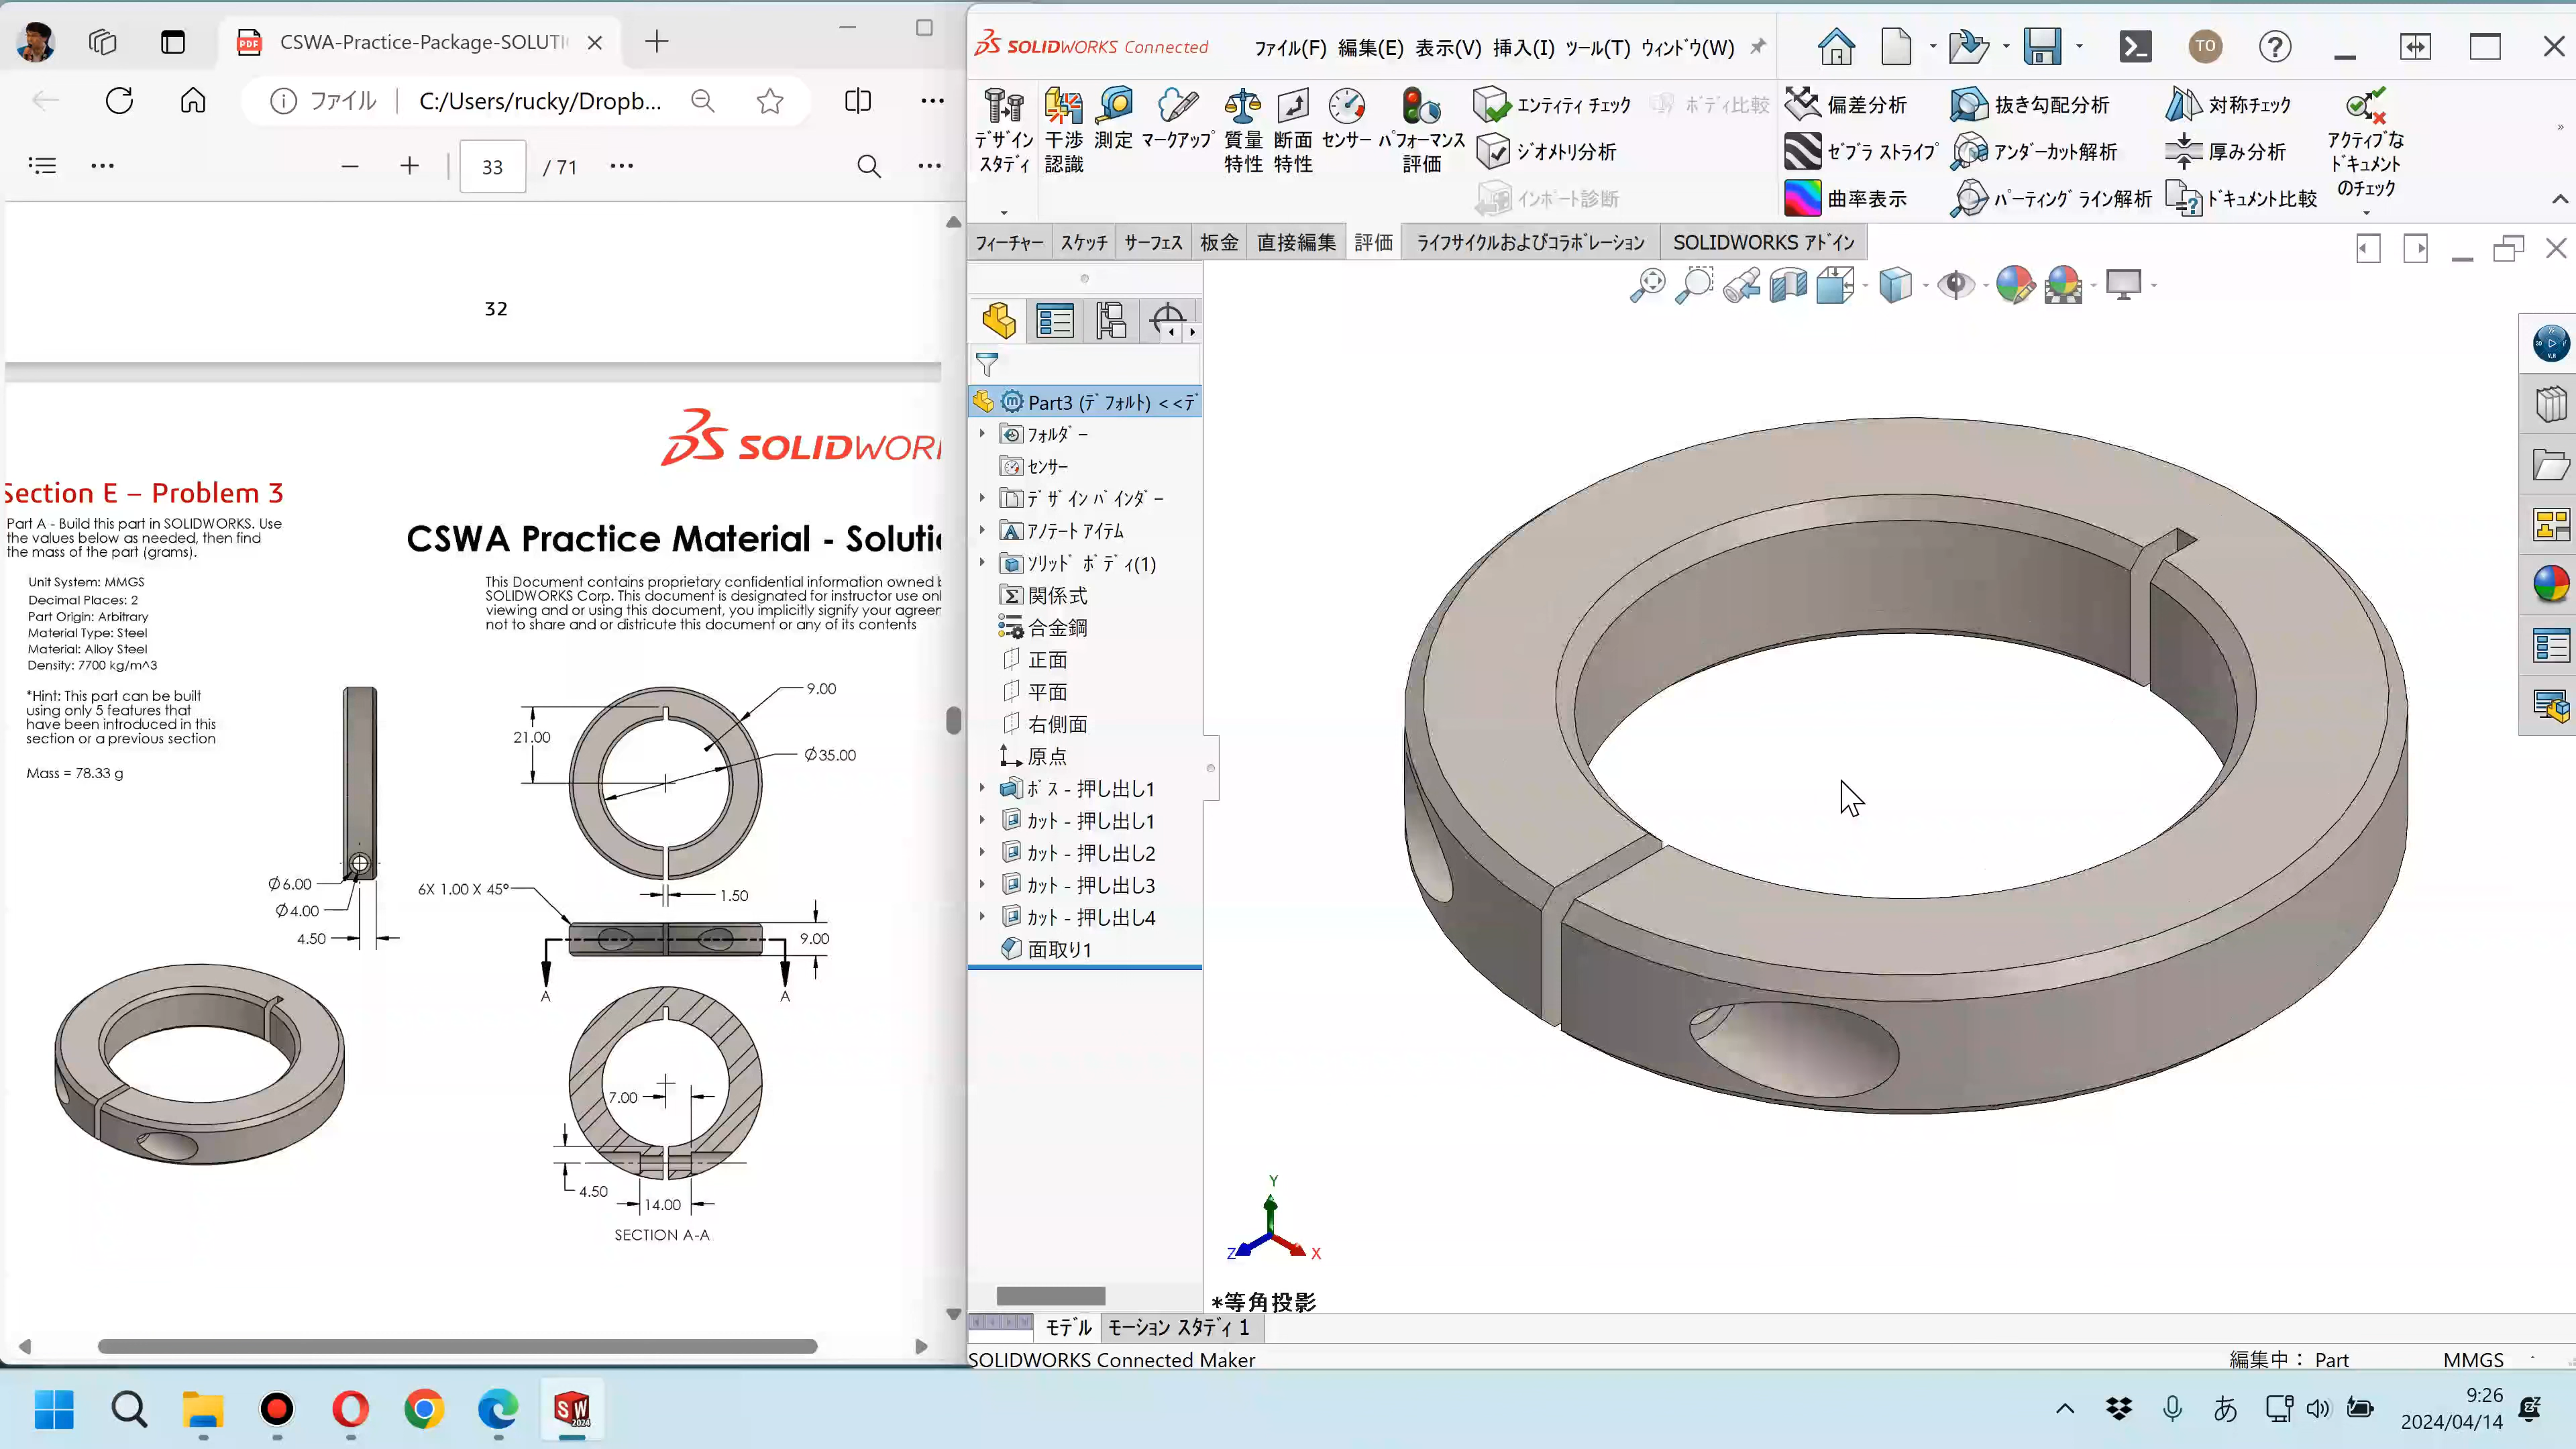 CSWA-Practice-Package-SOLUTI
ファイル
C:/Users/rucky/Dropb...
33
/ 71
32
SOLIDWOR
Section E – Problem 3
Part A - Build this part in SOLIDWORKS. Use
the values below as needed, then find
the mass of the part (grams).
CSWA Practice Material - Soluti
Unit System: MMGS
Decimal Places: 2
Part Origin: Arbitrary
Material Type: Steel
Material: Alloy Steel
Density: 7700 kg/m^3
This Document contains proprietary confidential information owned
SOLIDWORKS Corp. This document is designated for instructor use onl
viewing and or using this document, you implicitly signify your agreer
not to share and or districute this document or any of its contents
*Hint: This part can be built
using only 5 features that
have been introduced in this
section or a previous section
Mass = 78.33 g
9.00
21.00
Ø35.00
Ø6.00
Ø4.00
4.50
6X 1.00 X 45°
1.50
9.00
A
A
7.00
4.50
14.00
SECTION A-A
SOLIDWORKS Connected
ファイル(F) 編集(E) 表示(V) 挿入(I) ツール(T) ウィンドウ(W)
TO
デザイン
スタディ
干渉
認識
測定
マークアップ
質量
特性
断面
特性
センサー
パフォーマンス
評価
エンティティ チェック
ジオメトリ分析
インポート診断
ボディ比較
偏差分析
ゼブラ ストライプ
曲率表示
抜き勾配分析
アンダーカット解析
パーティング ライン解析
対称チェック
厚み分析
ドキュメント比較
アクティブな
ドキュメント
のチェック
フィーチャー
スケッチ
サーフェス
板金
直接編集
評価
ライフサイクルおよびコラボレーション
SOLIDWORKS アドイン
Part3 (デフォルト) <<デ
フォルダー
センサー
デザイン バインダー
アノテート アイテム
ソリッド ボディ(1)
関係式
合金鋼
正面
平面
右側面
原点
ボス - 押し出し1
カット - 押し出し1
カット - 押し出し2
カット - 押し出し3
カット - 押し出し4
面取り1
Y
Z
X
*等角投影
モデル
モーション スタディ 1
SOLIDWORKS Connected Maker
編集中： Part
MMGS
あ
9:26
2024/04/14